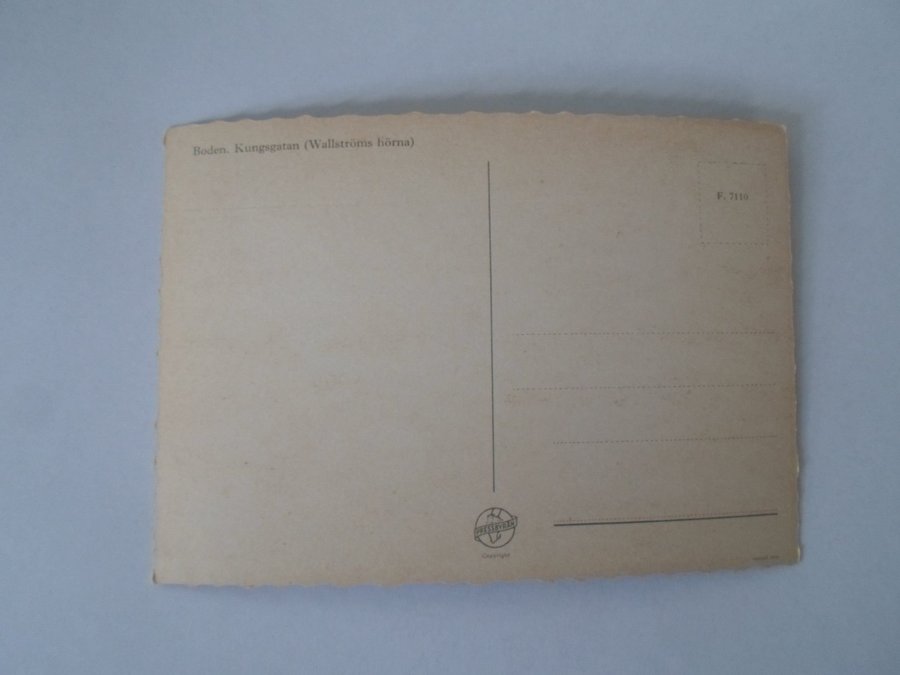 Boden. Kungsgatan (Wallströms hörna)
F. 7110
PRESSBYRÅN
Copyright